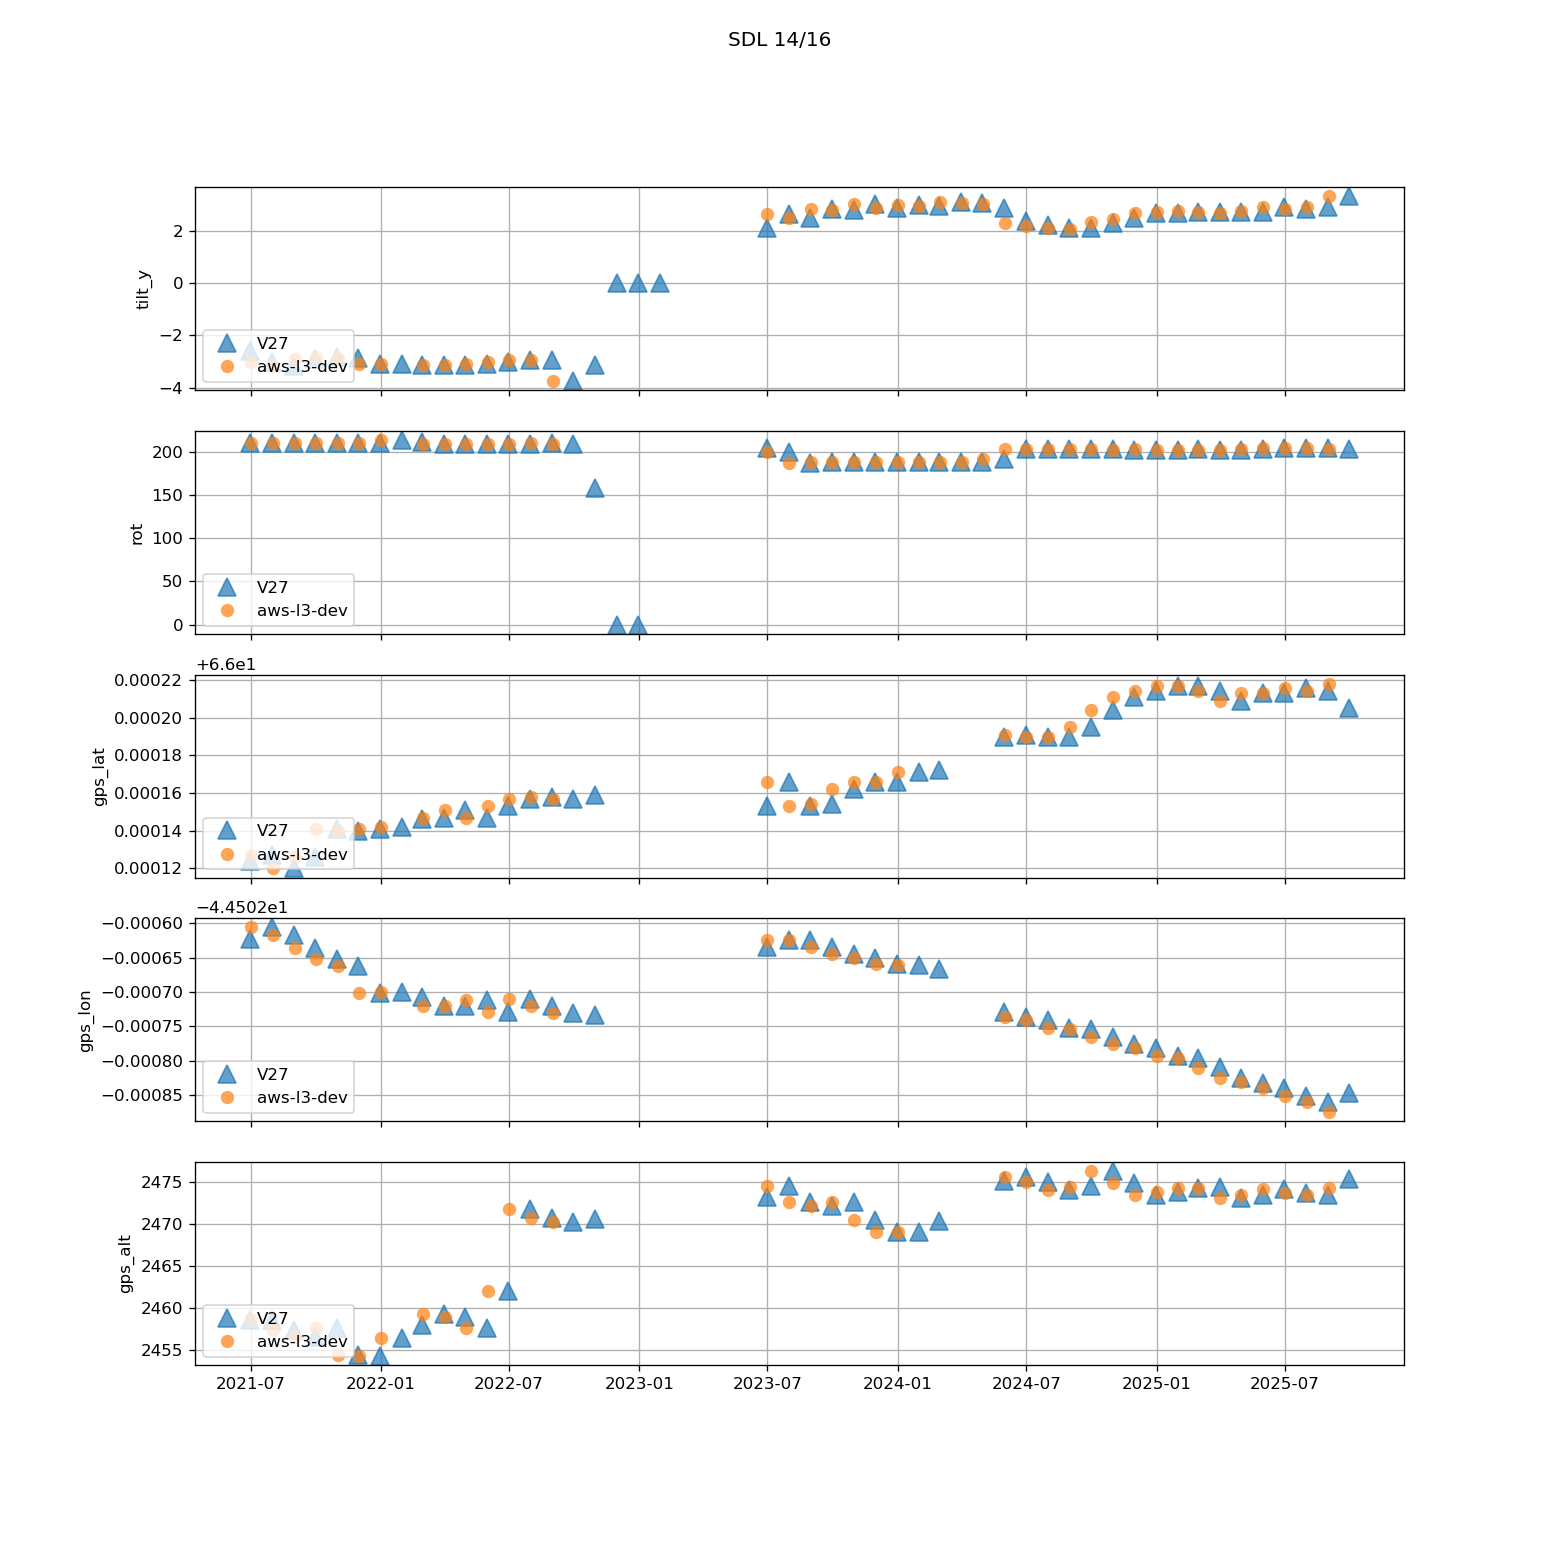 SDL 14/16
2
0
−2
−4
tilt_y
V27
aws-l3-dev
200
150
100
50
0
rot
V27
aws-l3-dev
+6.6e1
0.00022
0.00020
0.00018
0.00016
0.00014
0.00012
gps_lat
V27
aws-l3-dev
−4.4502e1
−0.00060
−0.00065
−0.00070
−0.00075
−0.00080
−0.00085
gps_lon
V27
aws-l3-dev
2475
2470
2465
2460
2455
gps_alt
V27
aws-l3-dev
2021-07 2022-01 2022-07 2023-01 2023-07 2024-01 2024-07 2025-01 2025-07